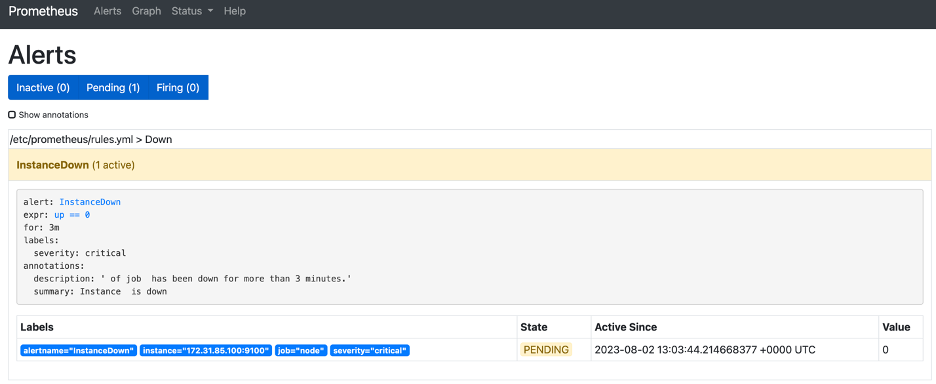 Prometheus Alerts Graph Status Help
Alerts
Inactive (0) Pending (1) Firing (0)
Show annotations
/etc/prometheus/rules.yml > Down
InstanceDown (1 active)
alert: InstanceDown
expr: up == 0
for: 3m
labels:
  severity: critical
annotations:
  description: ' of job  has been down for more than 3 minutes.'
  summary: Instance  is down
Labels State Active Since Value
alertname="InstanceDown" instance="172.31.85.100:9100" job="node" severity="critical" PENDING 2023-08-02 13:03:44.214668377 +0000 UTC 0